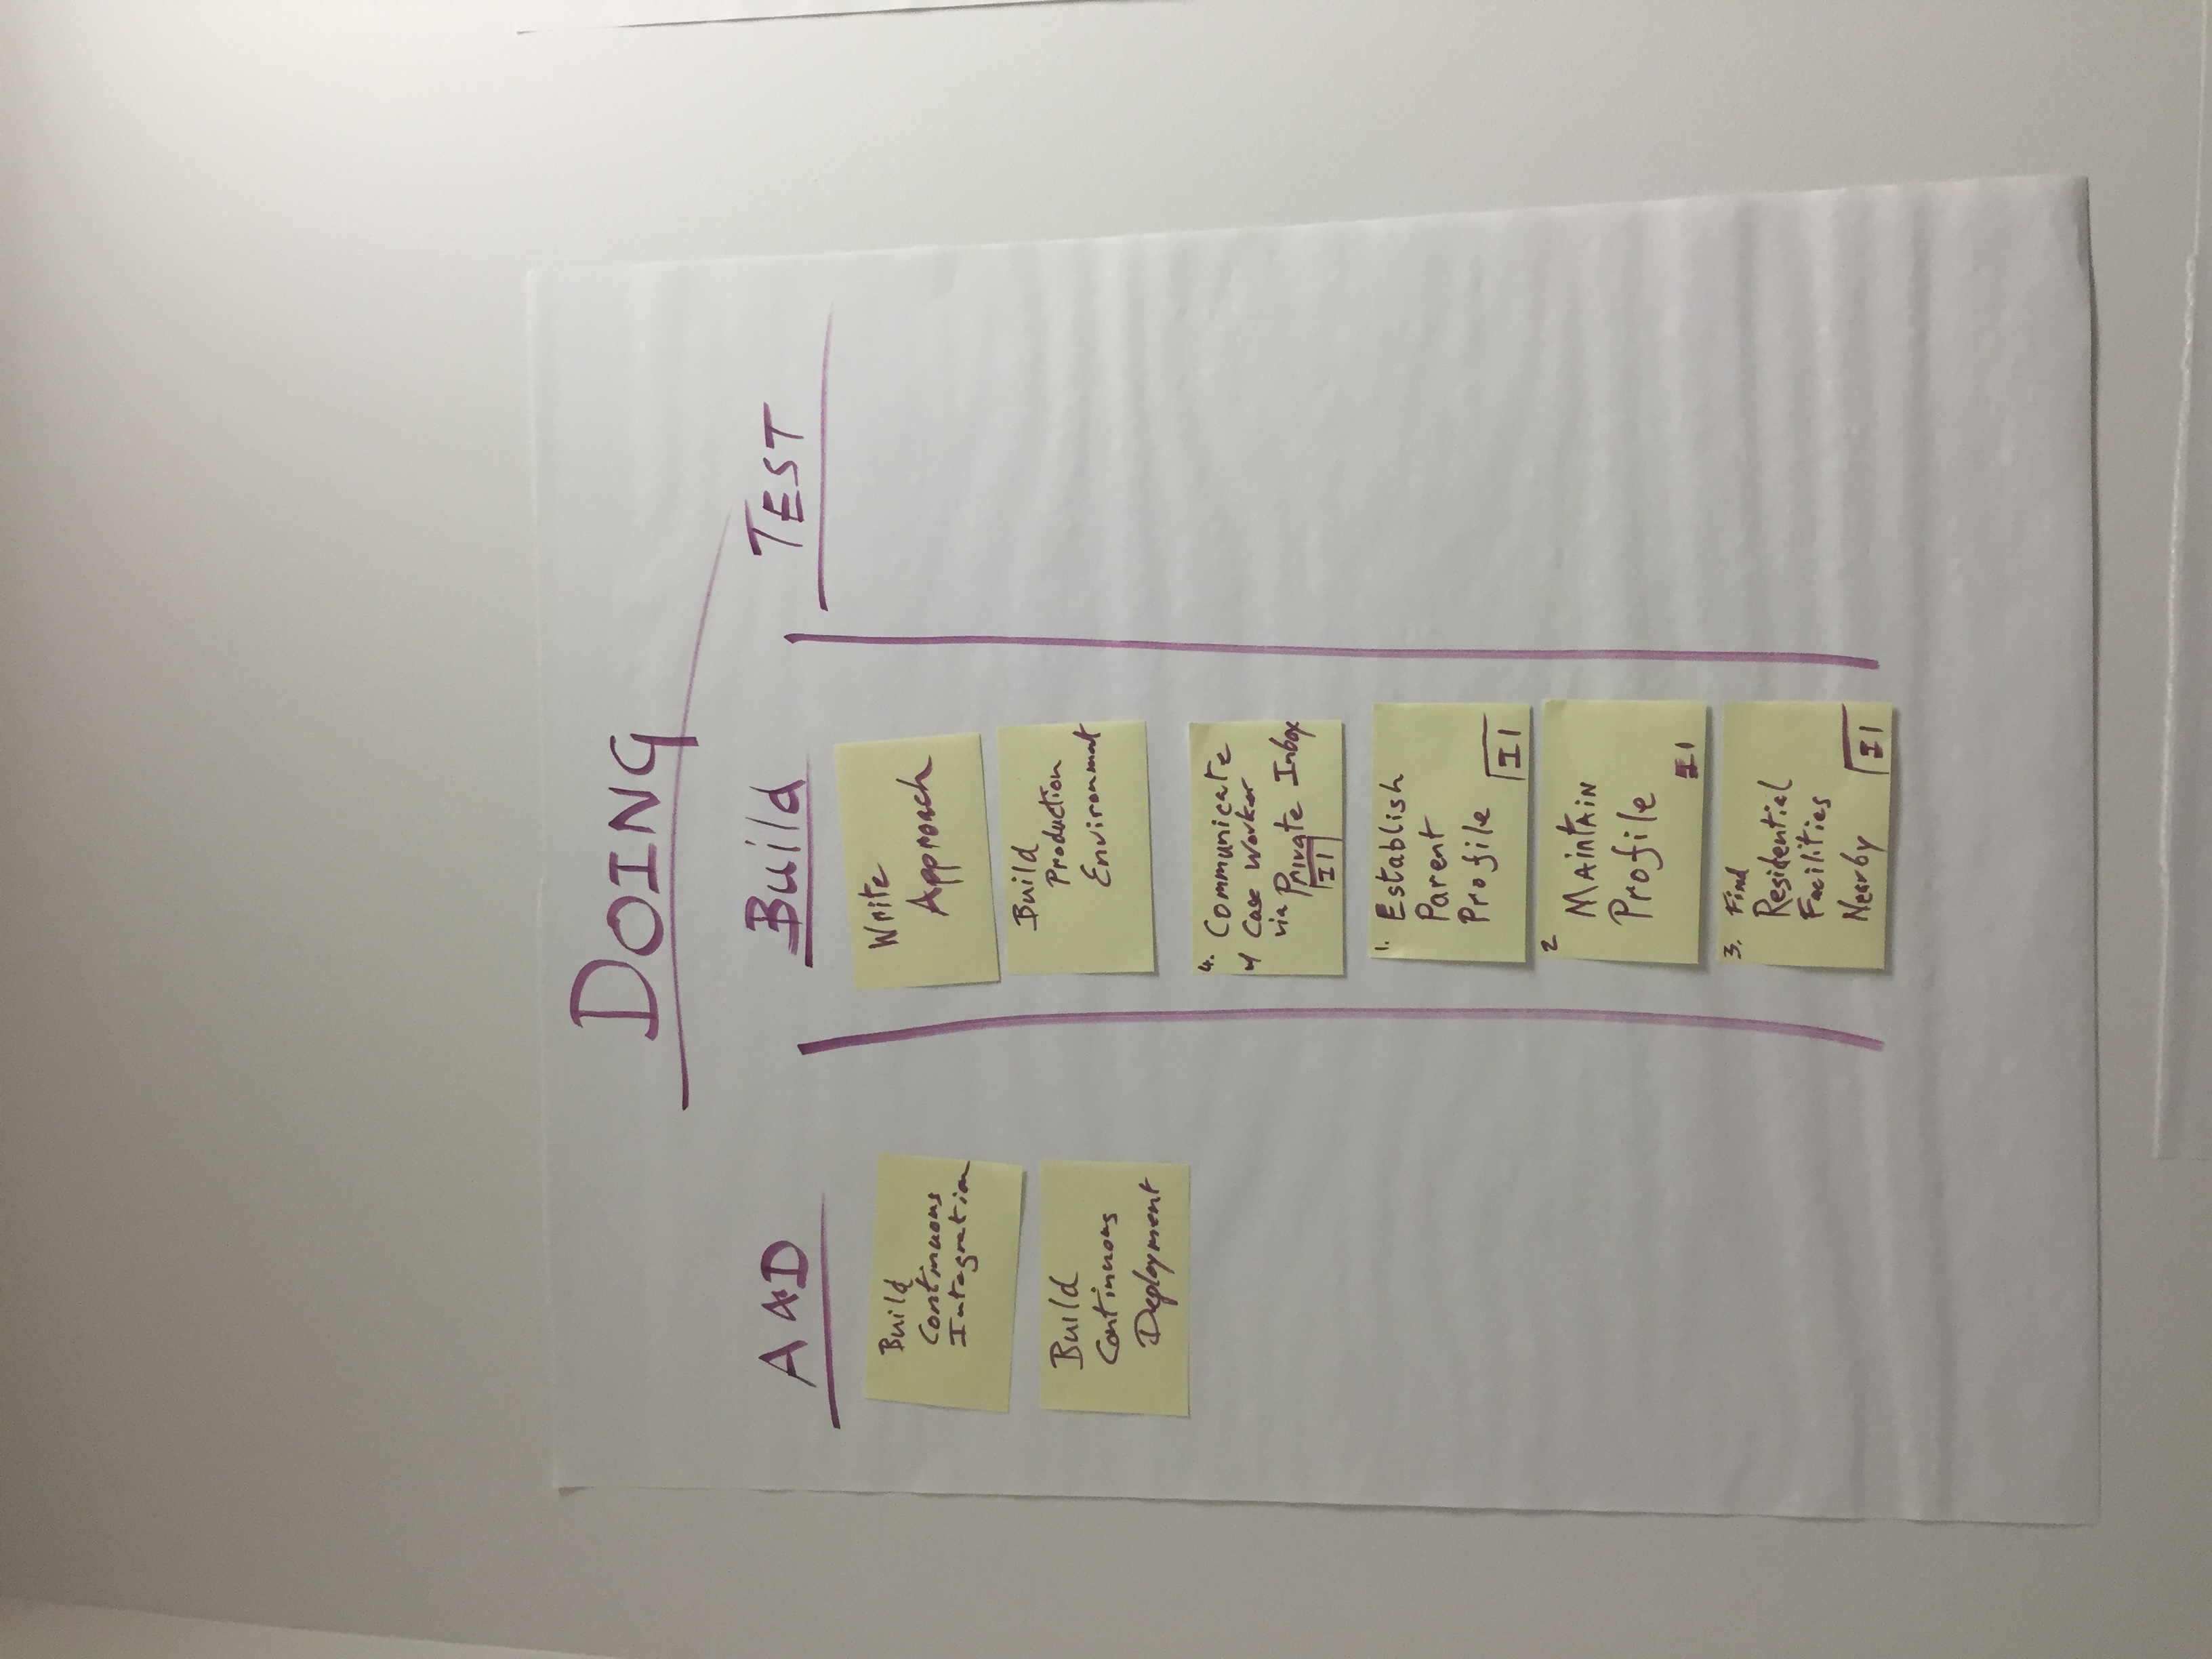 DOING
A & D
Build
Continuous
Integration
Build
Continuous
Deployment
Build
Write
Approach
Build
Production
Environmat
4. Communicate
w/ Case Worker
via Private Inbox
I1
1. Establish
Parent
Profile
I1
2
MAintAiN
Profile
I1
3. Find
Residential
Facilities
Nearby
I1
TEST